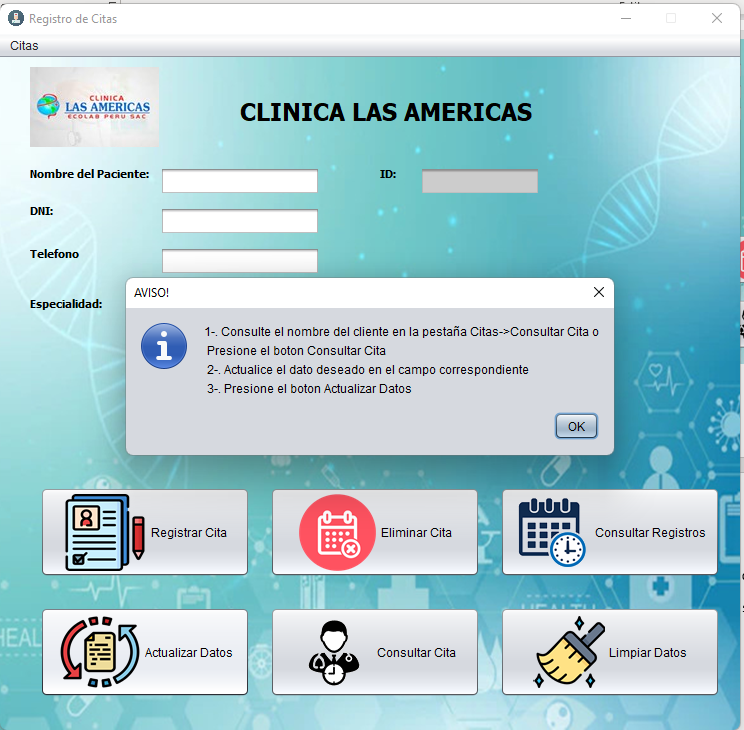 Registro de Citas
Citas
CLINICA
LAS AMERICAS
ECOLAB PERU SAC
CLINICA LAS AMERICAS
Nombre del Paciente:
ID:
DNI:
Telefono
Especialidad:
AVISO!
1-. Consulte el nombre del cliente en la pestaña Citas->Consultar Cita o
Presione el boton Consultar Cita
2-. Actualice el dato deseado en el campo correspondiente
3-. Presione el boton Actualizar Datos
OK
Registrar Cita
Eliminar Cita
Consultar Registros
HEALTH
HEAL
Actualizar Datos
Consultar Cita
Limpiar Datos